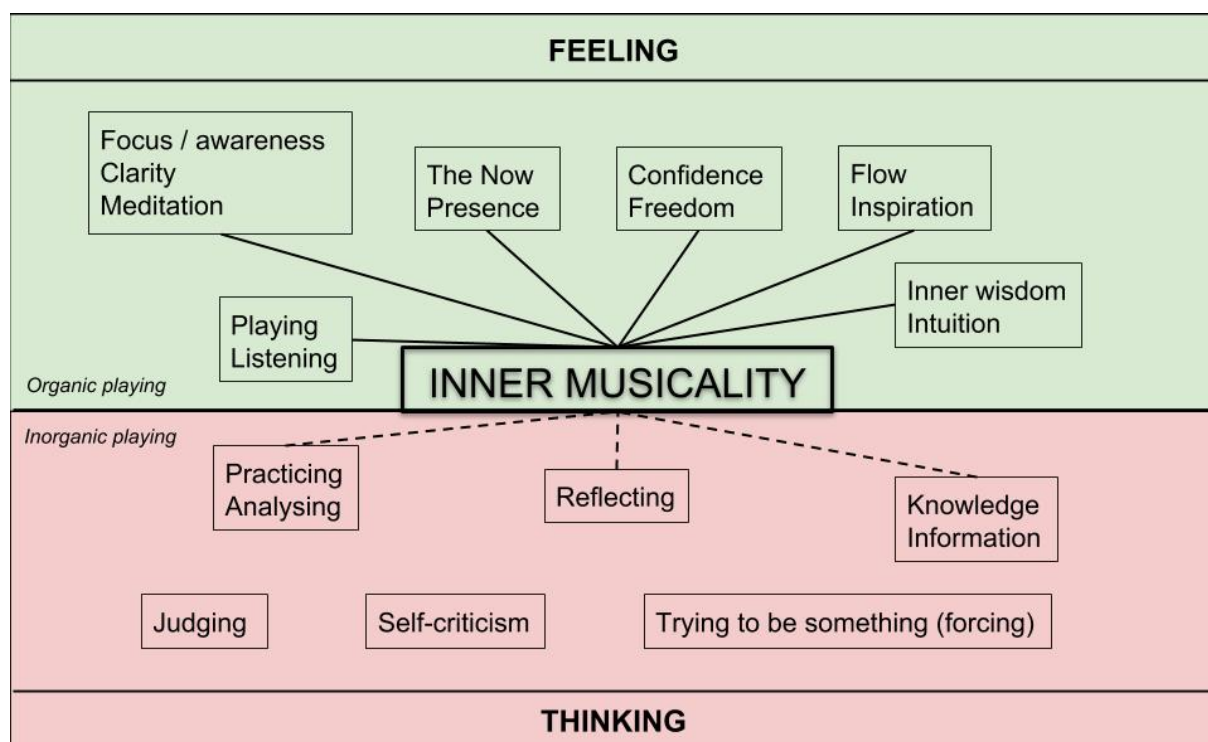 FEELING
Focus / awareness
Clarity
Meditation
The Now
Presence
Confidence
Freedom
Flow
Inspiration
Inner wisdom
Intuition
Playing
Listening
INNER MUSICALITY
Organic playing
Inorganic playing
Practicing
Analysing
Reflecting
Knowledge
Information
Judging
Self-criticism
Trying to be something (forcing)
THINKING